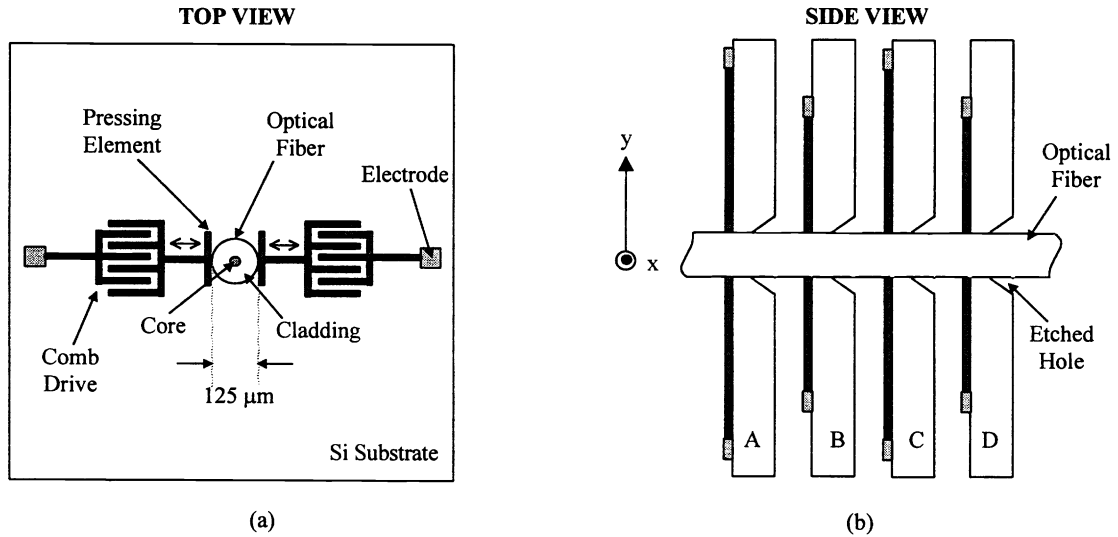 TOP VIEW
Pressing
Element
Optical
Fiber
Electrode
Core
Cladding
Comb
Drive
125 μm
Si Substrate
(a)
SIDE VIEW
y
x
Optical
Fiber
Etched
Hole
A
B
C
D
(b)